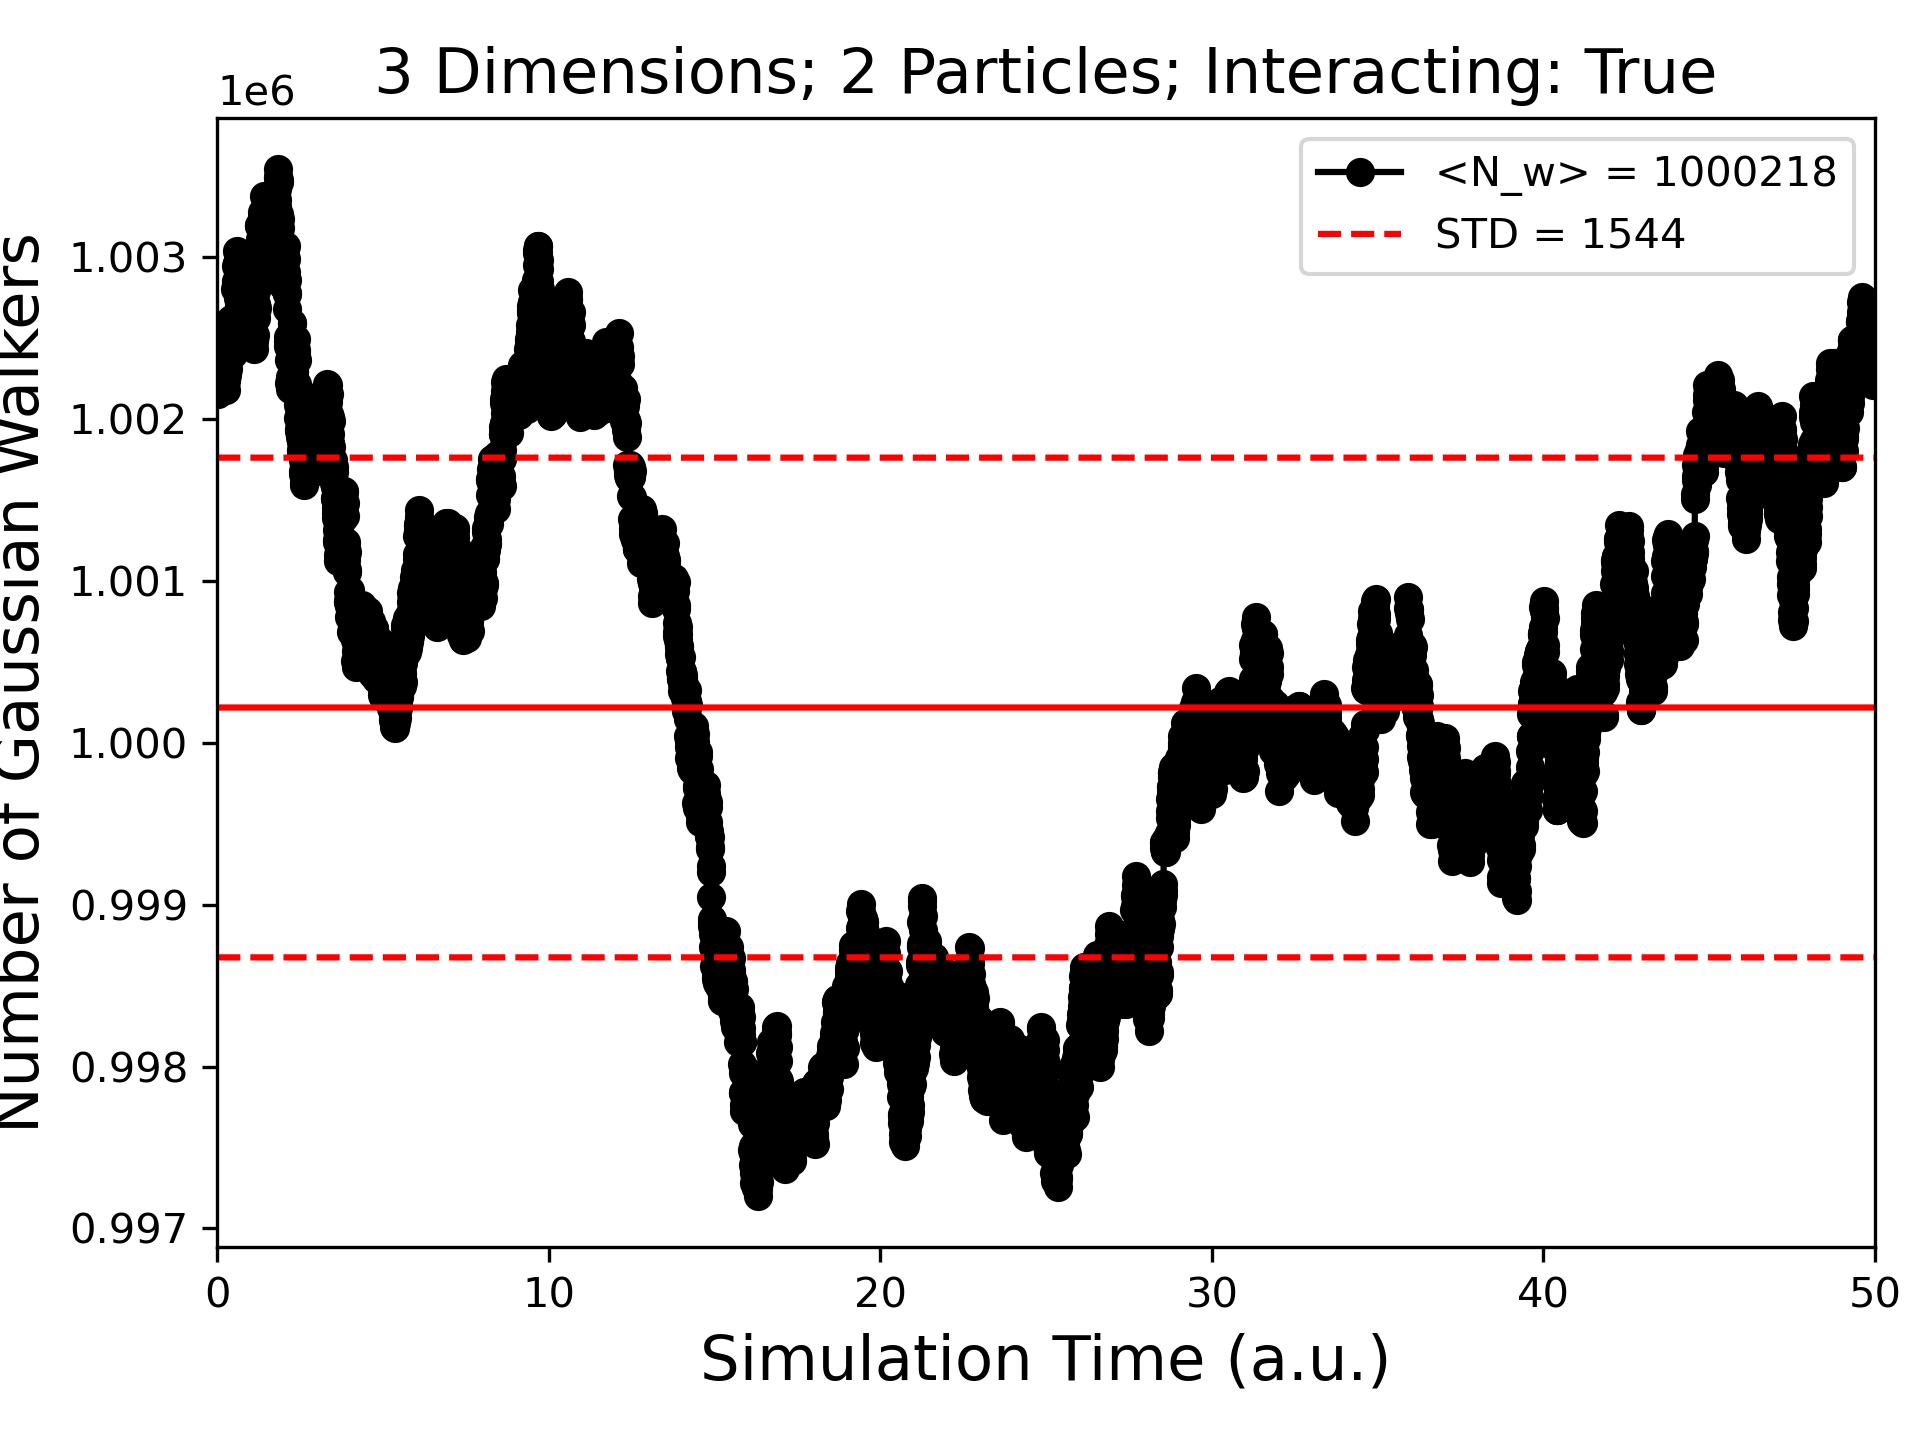 3 Dimensions; 2 Particles; Interacting: True
1e6
<N_w> = 1000218
STD = 1544
Number of Gaussian Walkers
1.003
1.002
1.001
1.000
0.999
0.998
0.997
0 10 20 30 40 50
Simulation Time (a.u.)